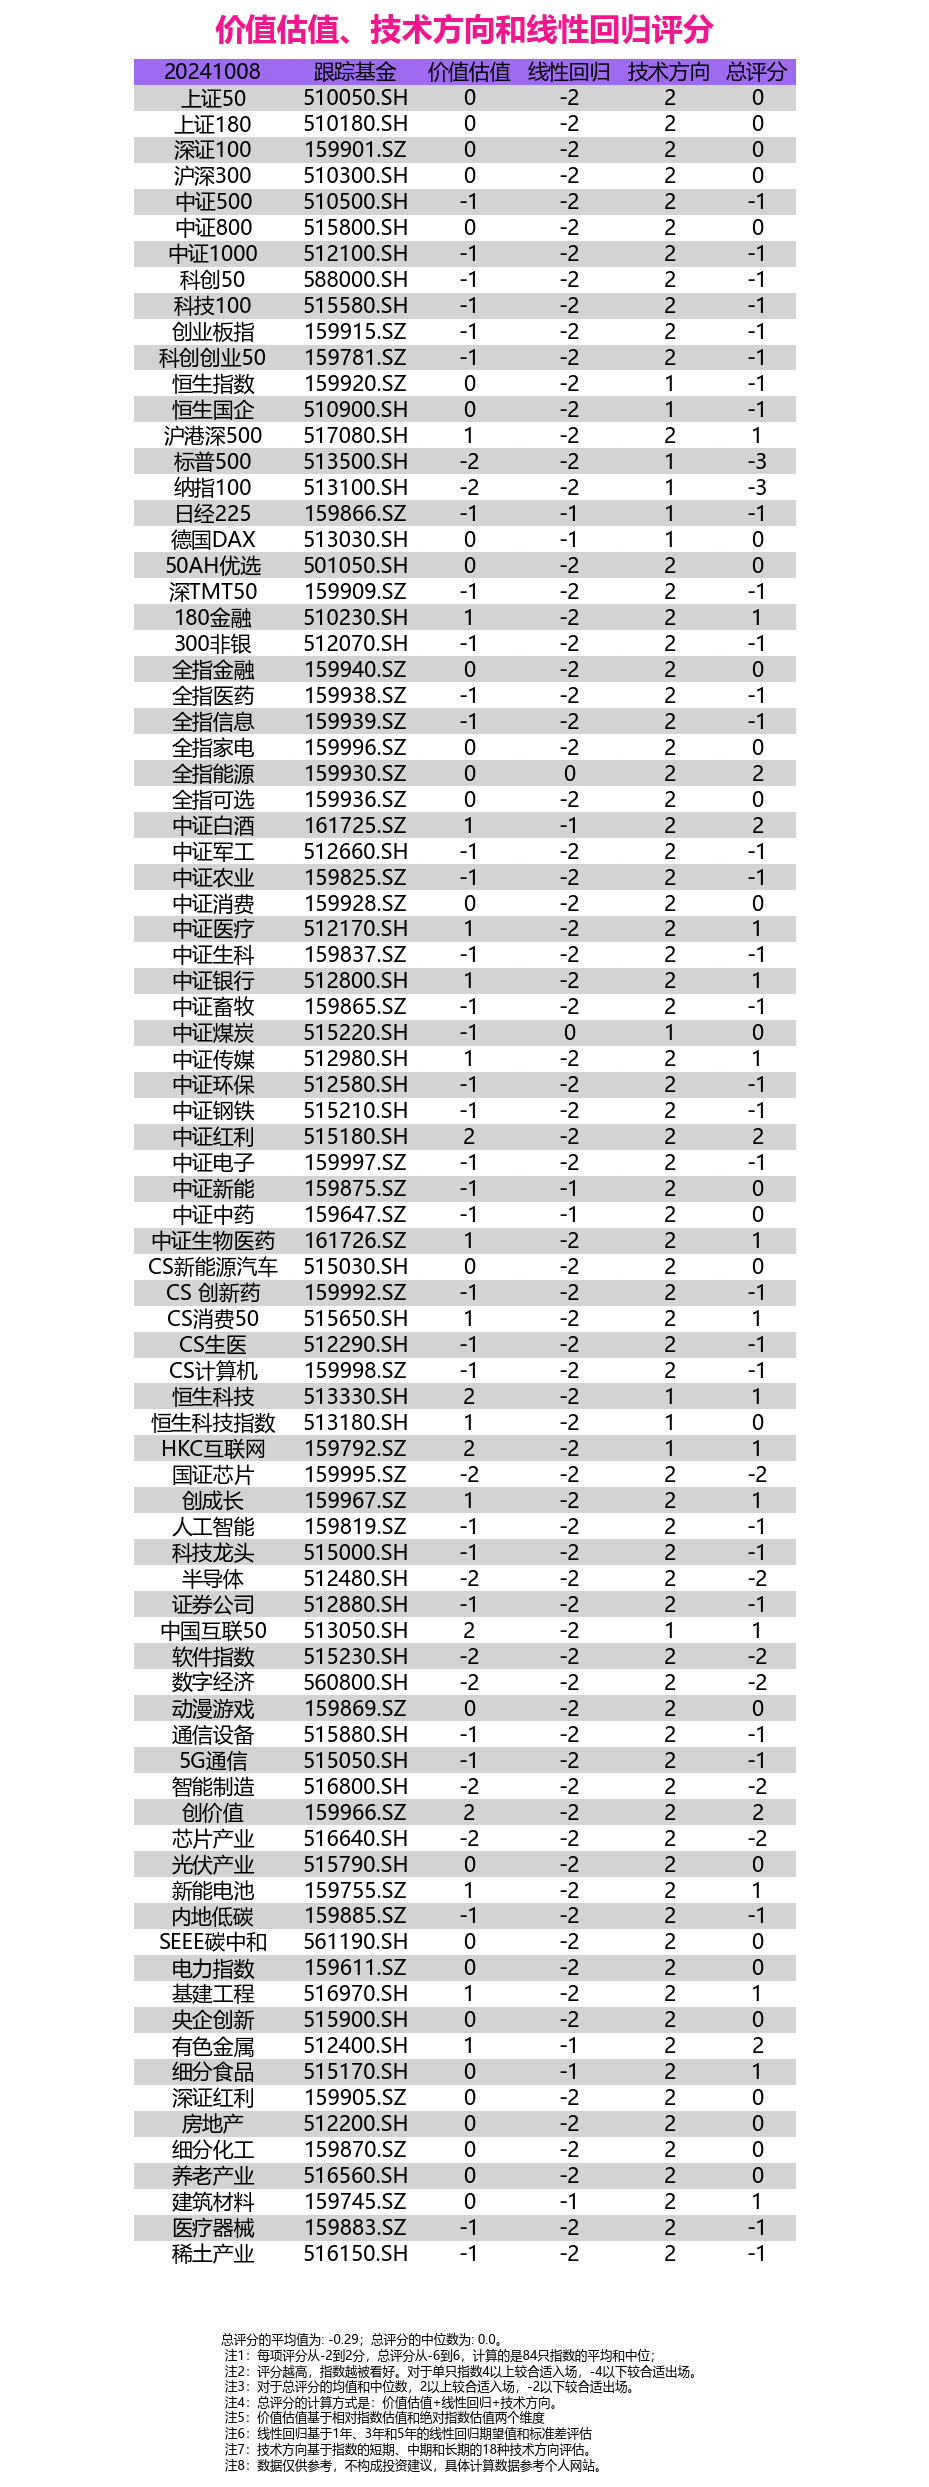 价值估值、技术方向和线性回归评分
20241008 跟踪基金 价值估值 线性回归 技术方向 总评分
上证50 510050.SH 0 -2 2 0
上证180 510180.SH 0 -2 2 0
深证100 159901.SZ 0 -2 2 0
沪深300 510300.SH 0 -2 2 0
中证500 510500.SH -1 -2 2 -1
中证800 515800.SH 0 -2 2 0
中证1000 512100.SH -1 -2 2 -1
科创50 588000.SH -1 -2 2 -1
科技100 515580.SH -1 -2 2 -1
创业板指 159915.SZ -1 -2 2 -1
科创创业50 159781.SZ -1 -2 2 -1
恒生指数 159920.SZ 0 -2 1 -1
恒生国企 510900.SH 0 -2 1 -1
沪港深500 517080.SH 1 -2 2 1
标普500 513500.SH -2 -2 1 -3
纳指100 513100.SH -2 -2 1 -3
日经225 159866.SZ -1 -1 1 -1
德国DAX 513030.SH 0 -1 1 0
50AH优选 501050.SH 0 -2 2 0
深TMT50 159909.SZ -1 -2 2 -1
180金融 510230.SH 1 -2 2 1
300非银 512070.SH -1 -2 2 -1
全指金融 159940.SZ 0 -2 2 0
全指医药 159938.SZ -1 -2 2 -1
全指信息 159939.SZ -1 -2 2 -1
全指家电 159996.SZ 0 -2 2 0
全指能源 159930.SZ 0 0 2 2
全指可选 159936.SZ 0 -2 2 0
中证白酒 161725.SZ 1 -1 2 2
中证军工 512660.SH -1 -2 2 -1
中证农业 159825.SZ -1 -2 2 -1
中证消费 159928.SZ 0 -2 2 0
中证医疗 512170.SH 1 -2 2 1
中证生科 159837.SZ -1 -2 2 -1
中证银行 512800.SH 1 -2 2 1
中证畜牧 159865.SZ -1 -2 2 -1
中证煤炭 515220.SH -1 0 1 0
中证传媒 512980.SH 1 -2 2 1
中证环保 512580.SH -1 -2 2 -1
中证钢铁 515210.SH -1 -2 2 -1
中证红利 515180.SH 2 -2 2 2
中证电子 159997.SZ -1 -2 2 -1
中证新能 159875.SZ -1 -1 2 0
中证中药 159647.SZ -1 -1 2 0
中证生物医药 161726.SZ 1 -2 2 1
CS新能源汽车 515030.SH 0 -2 2 0
CS 创新药 159992.SZ -1 -2 2 -1
CS消费50 515650.SH 1 -2 2 1
CS生医 512290.SH -1 -2 2 -1
CS计算机 159998.SZ -1 -2 2 -1
恒生科技 513330.SH 2 -2 1 1
恒生科技指数 513180.SH 1 -2 1 0
HKC互联网 159792.SZ 2 -2 1 1
国证芯片 159995.SZ -2 -2 2 -2
创成长 159967.SZ 1 -2 2 1
人工智能 159819.SZ -1 -2 2 -1
科技龙头 515000.SH -1 -2 2 -1
半导体 512480.SH -2 -2 2 -2
证券公司 512880.SH -1 -2 2 -1
中国互联50 513050.SH 2 -2 1 1
软件指数 515230.SH -2 -2 2 -2
数字经济 560800.SH -2 -2 2 -2
动漫游戏 159869.SZ 0 -2 2 0
通信设备 515880.SH -1 -2 2 -1
5G通信 515050.SH -1 -2 2 -1
智能制造 516800.SH -2 -2 2 -2
创价值 159966.SZ 2 -2 2 2
芯片产业 516640.SH -2 -2 2 -2
光伏产业 515790.SH 0 -2 2 0
新能电池 159755.SZ 1 -2 2 1
内地低碳 159885.SZ -1 -2 2 -1
SEEE碳中和 561190.SH 0 -2 2 0
电力指数 159611.SZ 0 -2 2 0
基建工程 516970.SH 1 -2 2 1
央企创新 515900.SH 0 -2 2 0
有色金属 512400.SH 1 -1 2 2
细分食品 515170.SH 0 -1 2 1
深证红利 159905.SZ 0 -2 2 0
房地产 512200.SH 0 -2 2 0
细分化工 159870.SZ 0 -2 2 0
养老产业 516560.SH 0 -2 2 0
建筑材料 159745.SZ 0 -1 2 1
医疗器械 159883.SZ -1 -2 2 -1
稀土产业 516150.SH -1 -2 2 -1
总评分的平均值为: -0.29；总评分的中位数为: 0.0。
注1：每项评分从-2到2分，总评分从-6到6，计算的是84只指数的平均和中位；
注2：评分越高，指数越被看好。对于单只指数4以上较合适入场，-4以下较合适出场。
注3：对于总评分的均值和中位数，2以上较合适入场，-2以下较合适出场。
注4：总评分的计算方式是：价值估值+线性回归+技术方向。
注5：价值估值基于相对指数估值和绝对指数估值两个维度
注6：线性回归基于1年、3年和5年的线性回归期望值和标准差评估
注7：技术方向基于指数的短期、中期和长期的18种技术方向评估。
注8：数据仅供参考，不构成投资建议，具体计算数据参考个人网站。